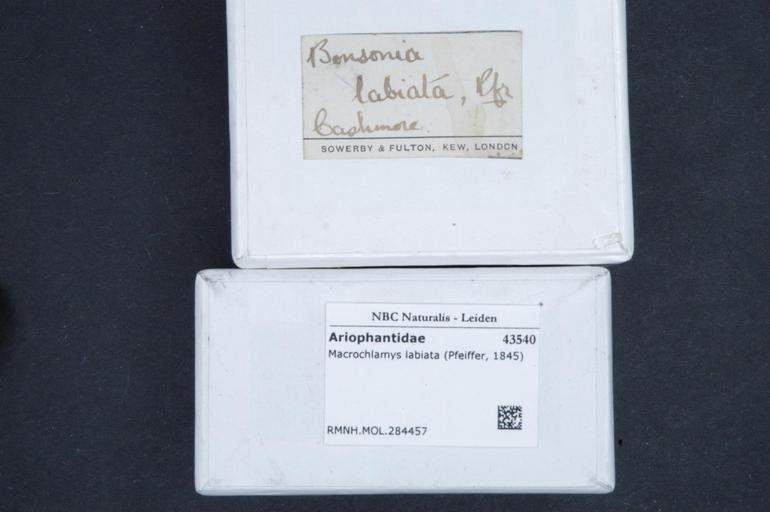 Bensonia
labiata, Pfr
Cashmere.
SOWERBY & FULTON, KEW, LONDON
NBC Naturalis - Leiden
Ariophantidae 43540
Macrochlamys labiata (Pfeiffer, 1845)
RMNH.MOL.284457